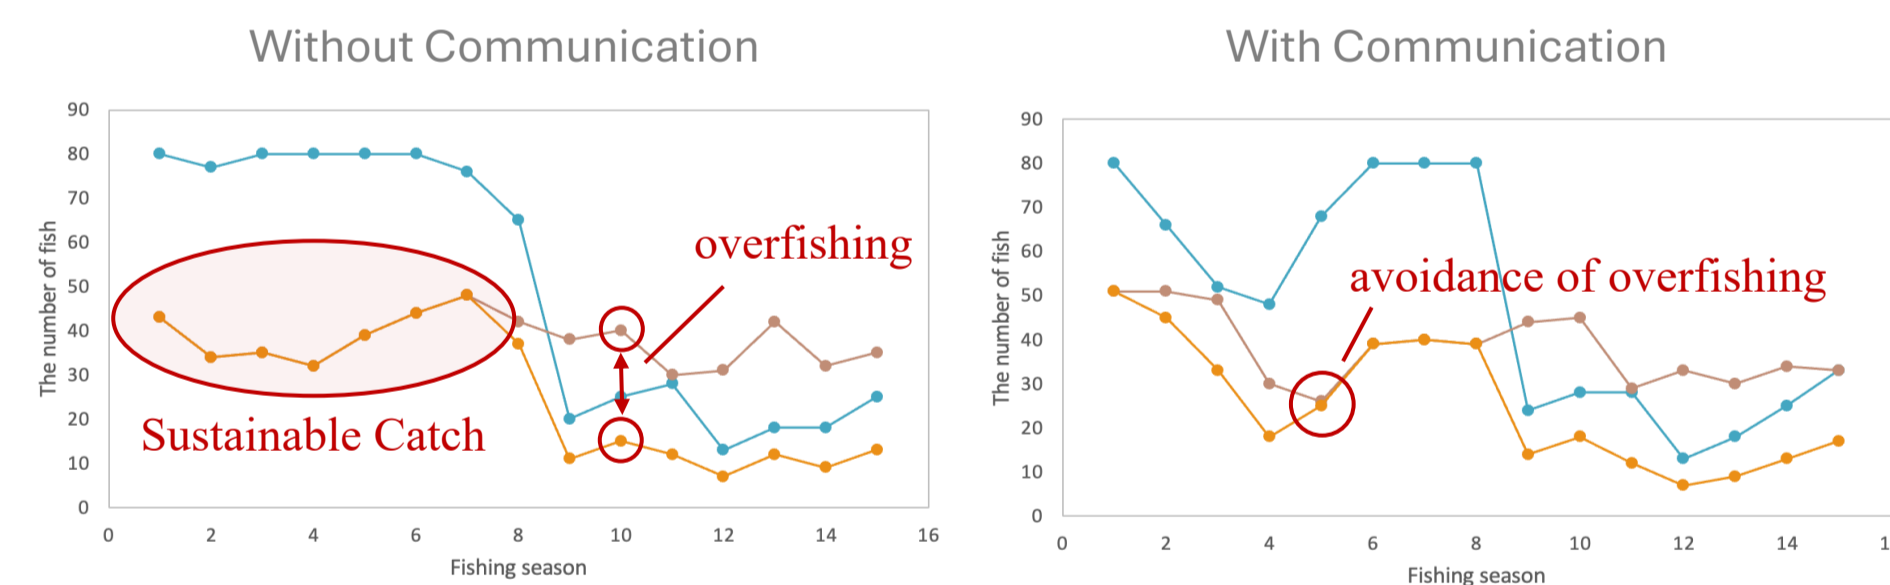 Without Communication
90
80
70
60
50
40
30
20
10
0
The number of fish
overfishing
Sustainable Catch
0 2 4 6 8 10 12 14 16
Fishing season
With Communication
90
80
70
60
50
40
30
20
10
0
The number of fish
avoidance of overfishing
0 2 4 6 8 10 12 14 1
Fishing season